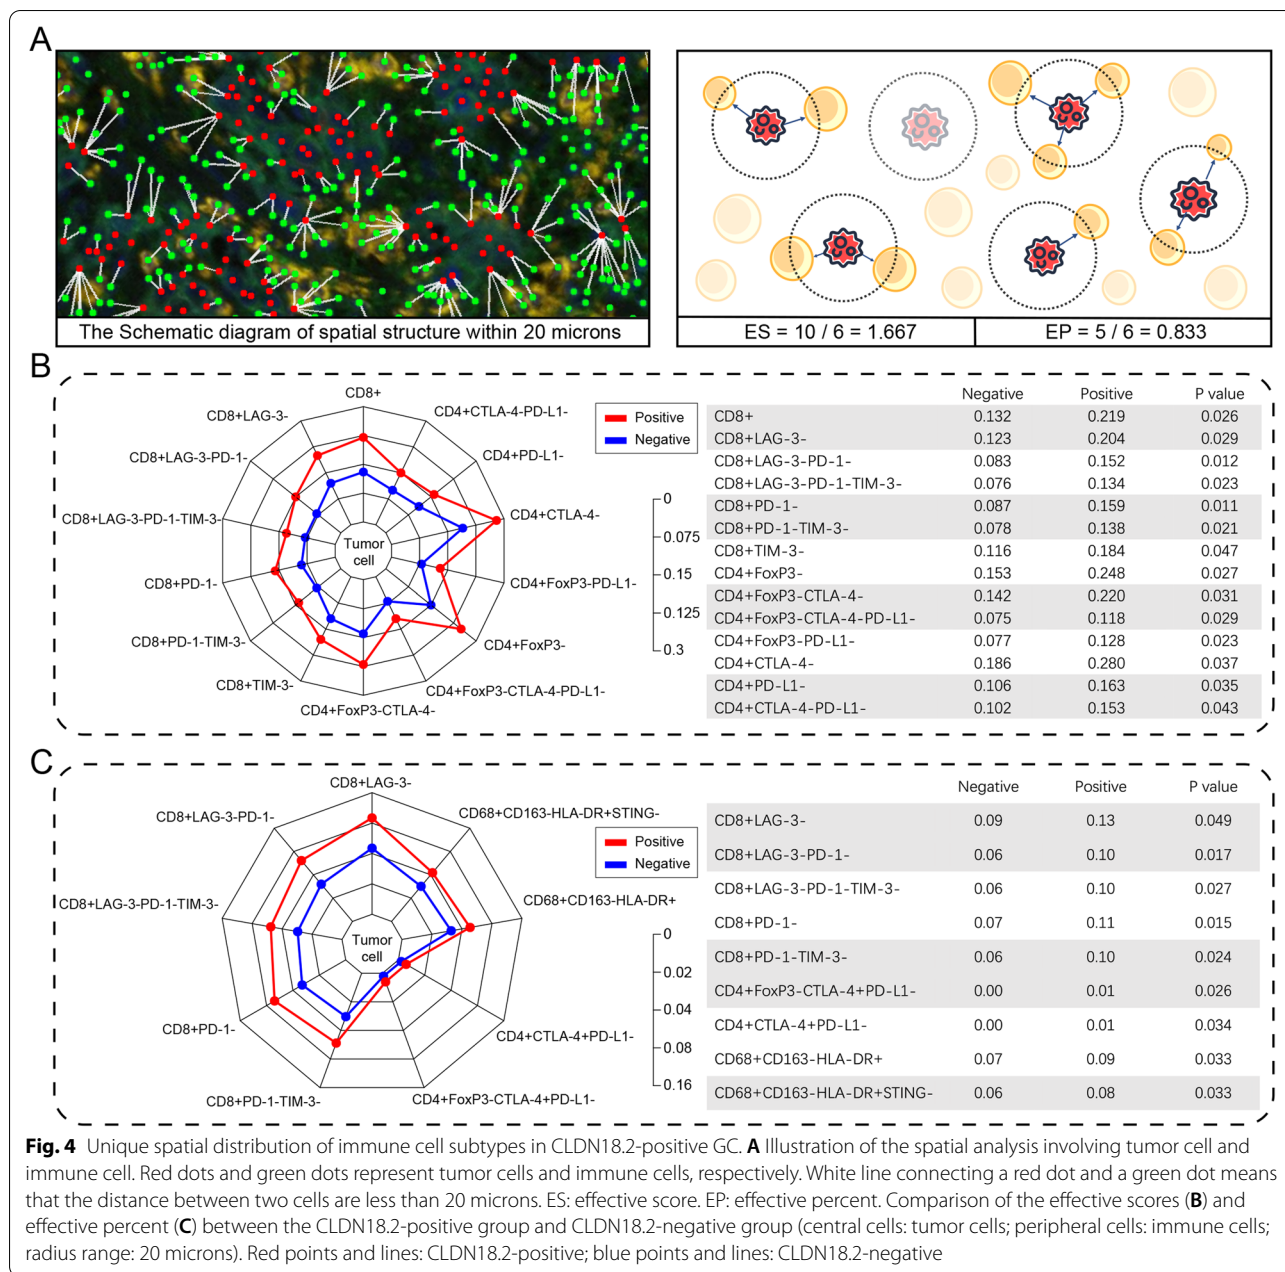 A
The Schematic diagram of spatial structure within 20 microns
ES = 10 / 6 = 1.667
EP = 5 / 6 = 0.833
B
CD8+
CD4+CTLA-4-PD-L1-
CD4+PD-L1-
CD4+CTLA-4-
CD4+FoxP3-PD-L1-
CD4+FoxP3-
CD4+FoxP3-CTLA-4-PD-L1-
CD4+FoxP3-CTLA-4-
CD8+TIM-3-
CD8+PD-1-TIM-3-
CD8+PD-1-
CD8+LAG-3-PD-1-TIM-3-
CD8+LAG-3-PD-1-
CD8+LAG-3-
Tumor
cell
Positive
Negative
0
0.075
0.15
0.125
0.3
Negative Positive P value
CD8+ 0.132 0.219 0.026
CD8+LAG-3- 0.123 0.204 0.029
CD8+LAG-3-PD-1- 0.083 0.152 0.012
CD8+LAG-3-PD-1-TIM-3- 0.076 0.134 0.023
CD8+PD-1- 0.087 0.159 0.011
CD8+PD-1-TIM-3- 0.078 0.138 0.021
CD8+TIM-3- 0.116 0.184 0.047
CD4+FoxP3- 0.153 0.248 0.027
CD4+FoxP3-CTLA-4- 0.142 0.220 0.031
CD4+FoxP3-CTLA-4-PD-L1- 0.075 0.118 0.029
CD4+FoxP3-PD-L1- 0.077 0.128 0.023
CD4+CTLA-4- 0.186 0.280 0.037
CD4+PD-L1- 0.106 0.163 0.035
CD4+CTLA-4-PD-L1- 0.102 0.153 0.043
C
CD8+LAG-3-
CD68+CD163-HLA-DR+STING-
CD68+CD163-HLA-DR+
CD4+CTLA-4+PD-L1-
CD4+FoxP3-CTLA-4+PD-L1-
CD8+PD-1-TIM-3-
CD8+PD-1-
CD8+LAG-3-PD-1-TIM-3-
CD8+LAG-3-PD-1-
Tumor
cell
Positive
Negative
0
0.02
0.04
0.08
0.16
Negative Positive P value
CD8+LAG-3- 0.09 0.13 0.049
CD8+LAG-3-PD-1- 0.06 0.10 0.017
CD8+LAG-3-PD-1-TIM-3- 0.06 0.10 0.027
CD8+PD-1- 0.07 0.11 0.015
CD8+PD-1-TIM-3- 0.06 0.10 0.024
CD4+FoxP3-CTLA-4+PD-L1- 0.00 0.01 0.026
CD4+CTLA-4+PD-L1- 0.00 0.01 0.034
CD68+CD163-HLA-DR+ 0.07 0.09 0.033
CD68+CD163-HLA-DR+STING- 0.06 0.08 0.033
Fig. 4 Unique spatial distribution of immune cell subtypes in CLDN18.2-positive GC. A Illustration of the spatial analysis involving tumor cell and
immune cell. Red dots and green dots represent tumor cells and immune cells, respectively. White line connecting a red dot and a green dot means
that the distance between two cells are less than 20 microns. ES: effective score. EP: effective percent. Comparison of the effective scores (B) and
effective percent (C) between the CLDN18.2-positive group and CLDN18.2-negative group (central cells: tumor cells; peripheral cells: immune cells;
radius range: 20 microns). Red points and lines: CLDN18.2-positive; blue points and lines: CLDN18.2-negative